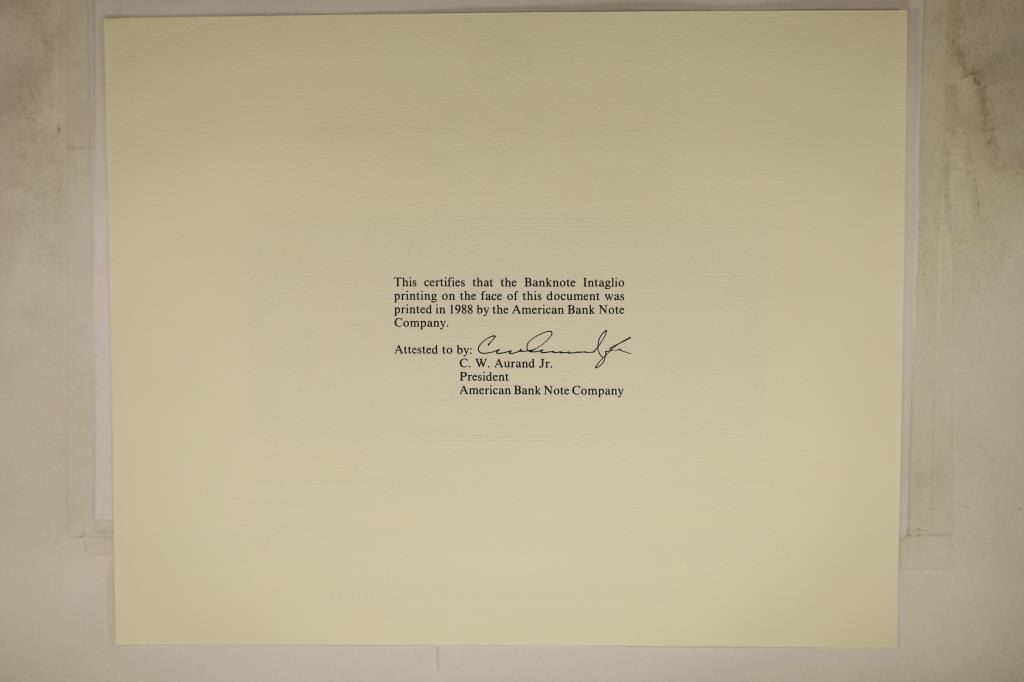 This certifies that the Banknote Intaglio
printing on the face of this document was
printed in 1988 by the American Bank Note
Company.
Attested to by:
C. W. Aurand Jr.
President
American Bank Note Company